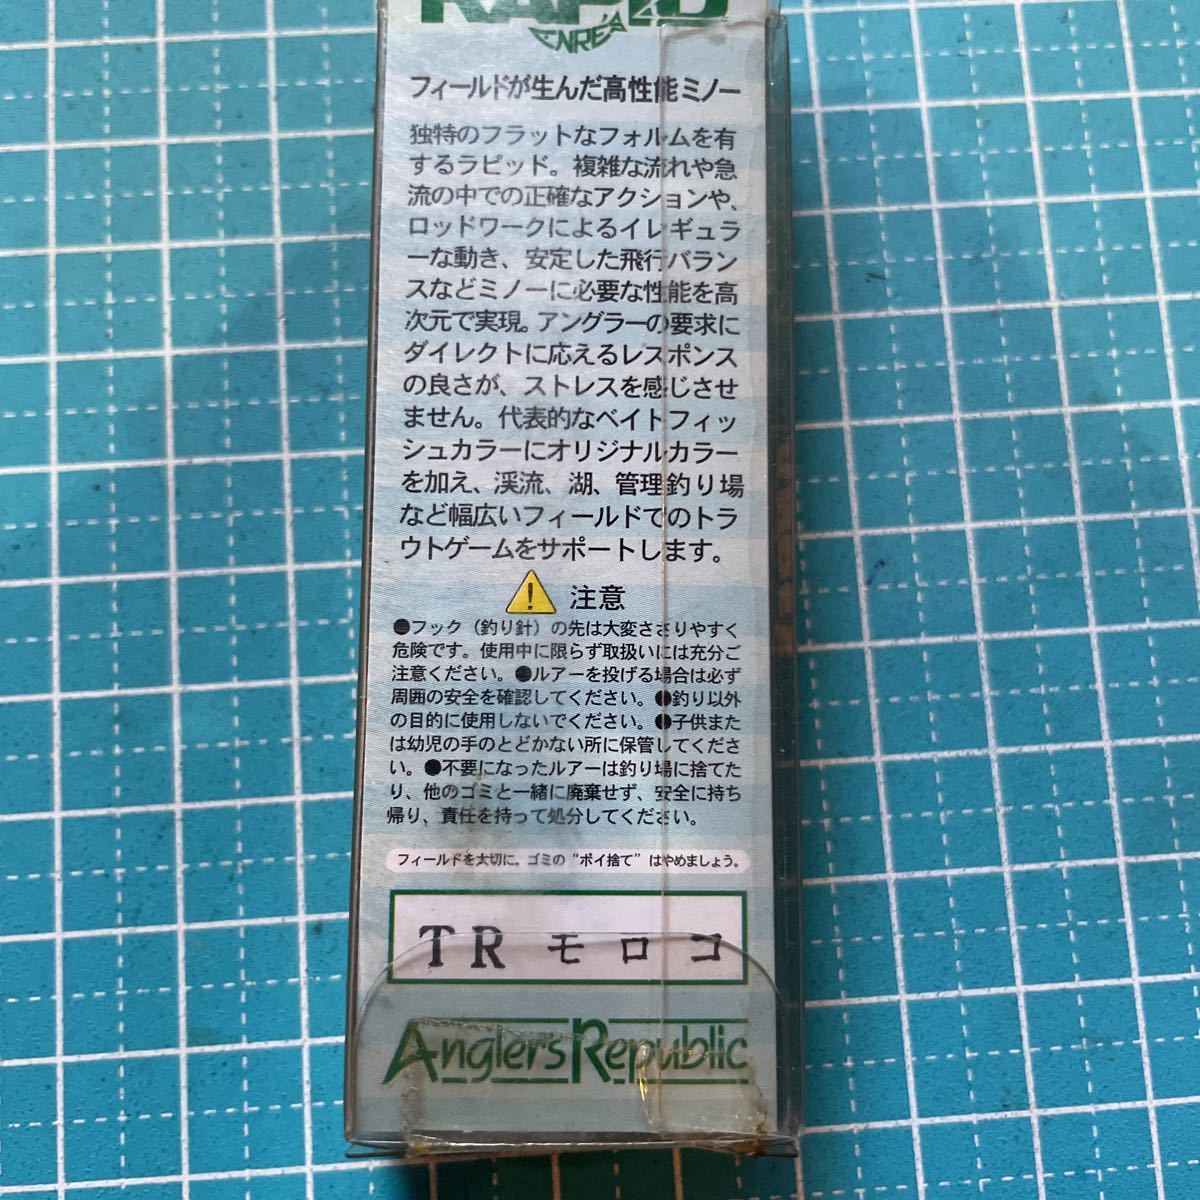 RAPID
フィールドが生んだ高性能ミノー
独特のフラットなフォルムを有
するラピッド。複雑な流れや急
流の中での正確なアクションや、
ロッドワークによるイレギュラ
ーな動き、安定した飛行バラン
スなどミノーに必要な性能を高
次元で実現。アングラーの要求に
ダイレクトに応えるレスポンス
の良さが、ストレスを感じさせ
ません。代表的なベイトフィッ
シュカラーにオリジナルカラー
を加え、渓流、湖、管理釣り場
など幅広いフィールドでのトラ
ウトゲームをサポートします。
注意
●フック（釣り針）の先は大変ささりやすく
危険です。使用中に限らず取扱いには充分ご
注意ください。●ルアーを投げる場合は必ず
周囲の安全を確認してください。●釣り以外
の目的に使用しないでください。●子供また
は幼児の手のとどかない所に保管してくださ
い。●不要になったルアーは釣り場に捨てた
り、他のゴミと一緒に廃棄せず、安全に持ち
帰り、責任を持って処分してください。
フィールドを大切に。ゴミの“ポイ捨て”はやめましょう。
TR モロコ
Anglers Republic